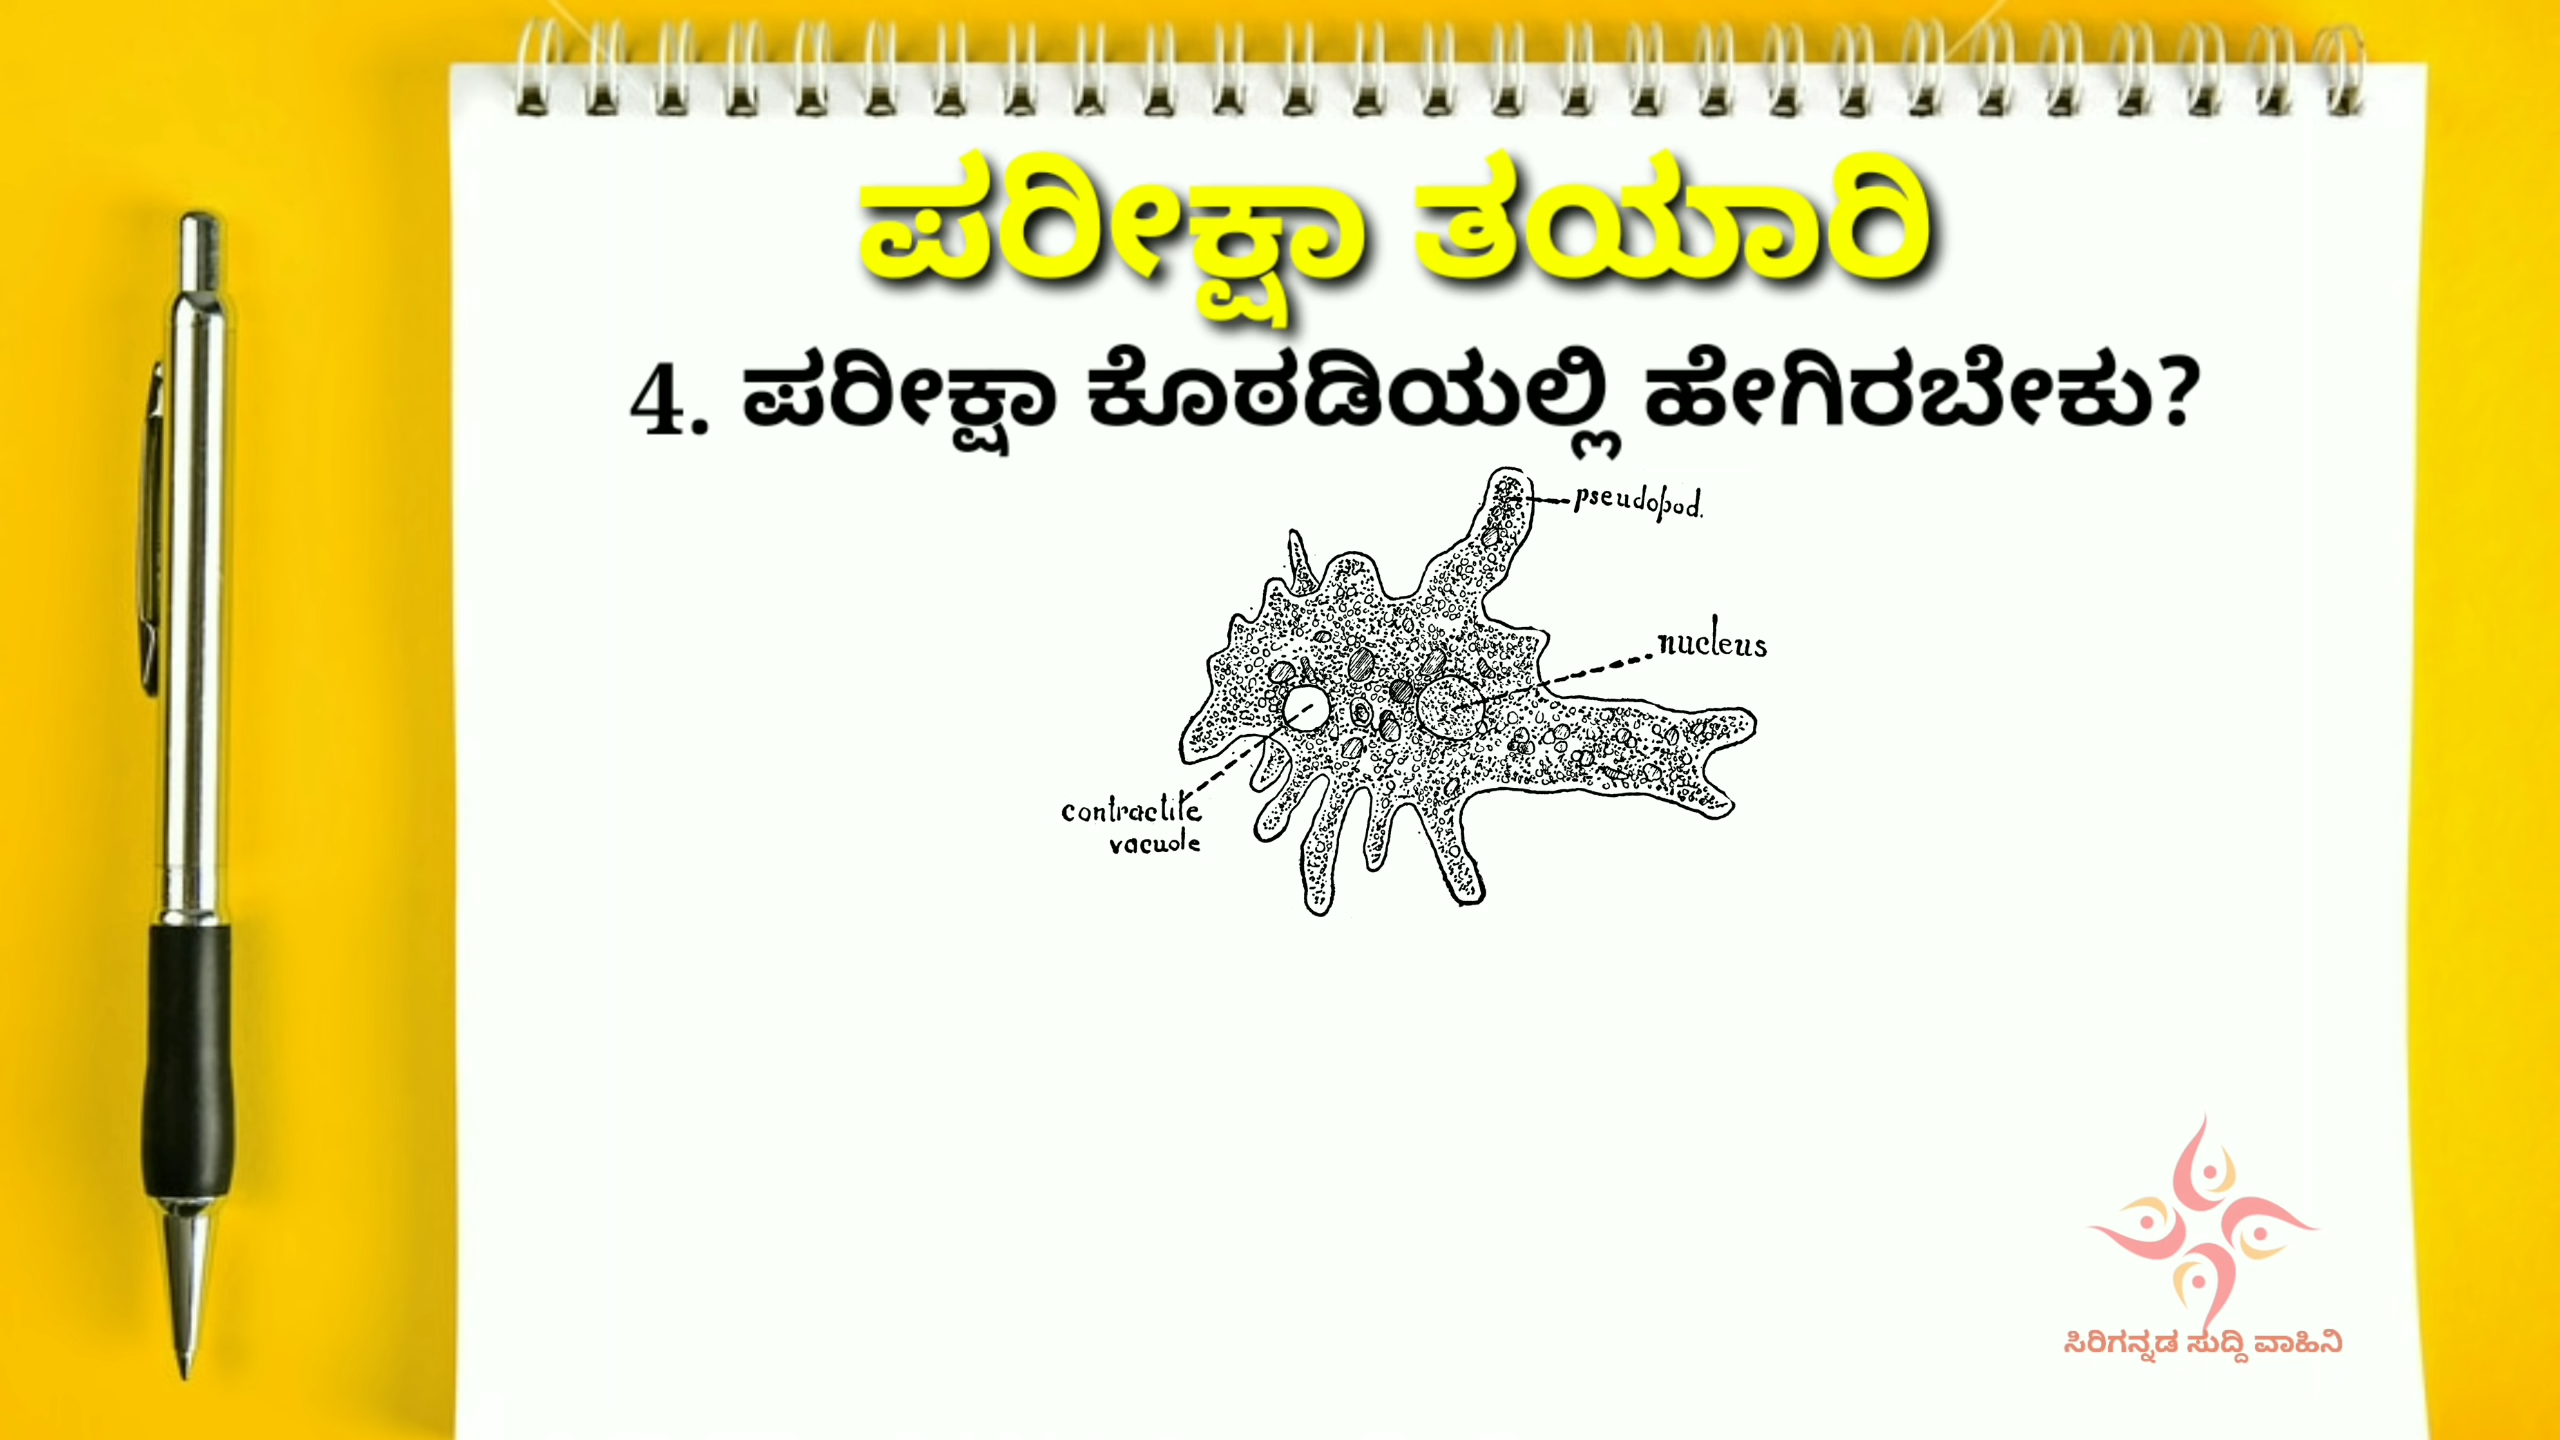 ಪರೀಕ್ಷಾ ತಯಾರಿ
4. ಪರೀಕ್ಷಾ ಕೊಠಡಿಯಲ್ಲಿ ಹೇಗಿರಬೇಕು?
pseudopod.
nucleus
contractile
vacuole
ಸಿರಿಗನ್ನಡ ಸುದ್ದಿ ವಾಹಿನಿ